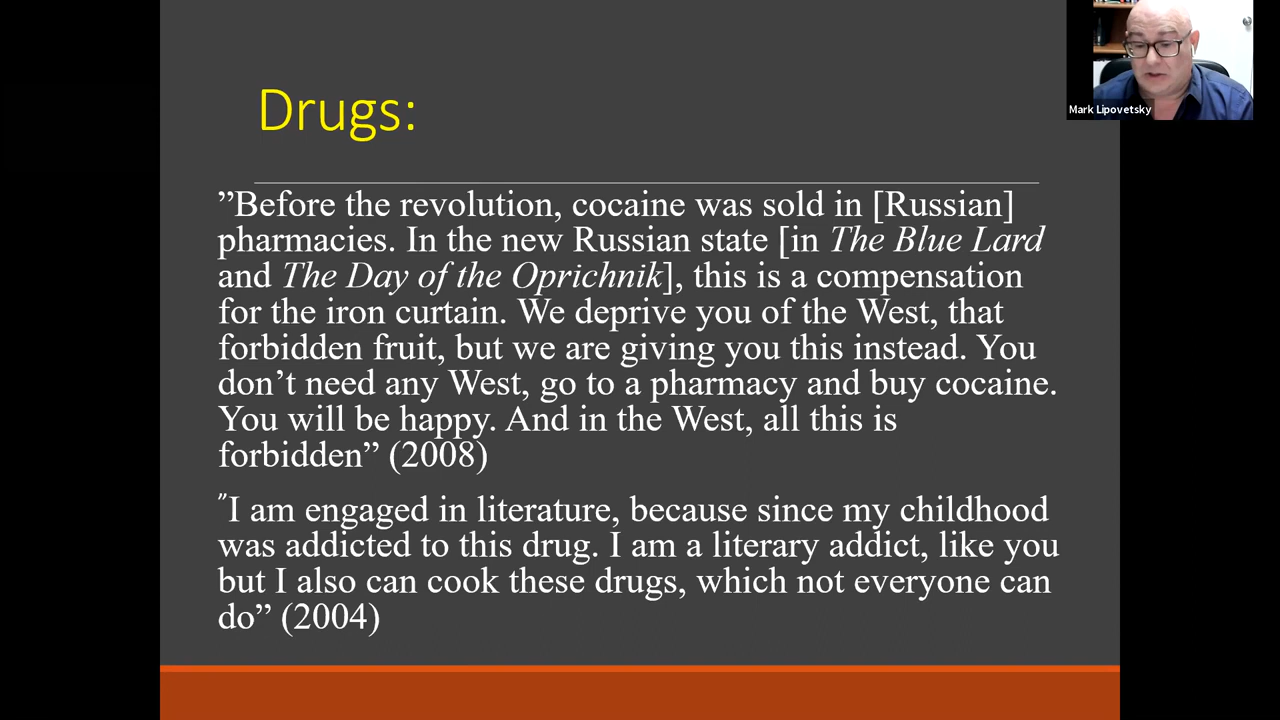 Drugs:
”Before the revolution, cocaine was sold in [Russian]
pharmacies. In the new Russian state [in The Blue Lard
and The Day of the Oprichnik], this is a compensation
for the iron curtain. We deprive you of the West, that
forbidden fruit, but we are giving you this instead. You
don’t need any West, go to a pharmacy and buy cocaine.
You will be happy. And in the West, all this is
forbidden” (2008)
″I am engaged in literature, because since my childhood
was addicted to this drug. I am a literary addict, like you
but I also can cook these drugs, which not everyone can
do” (2004)
Mark Lipovetsky